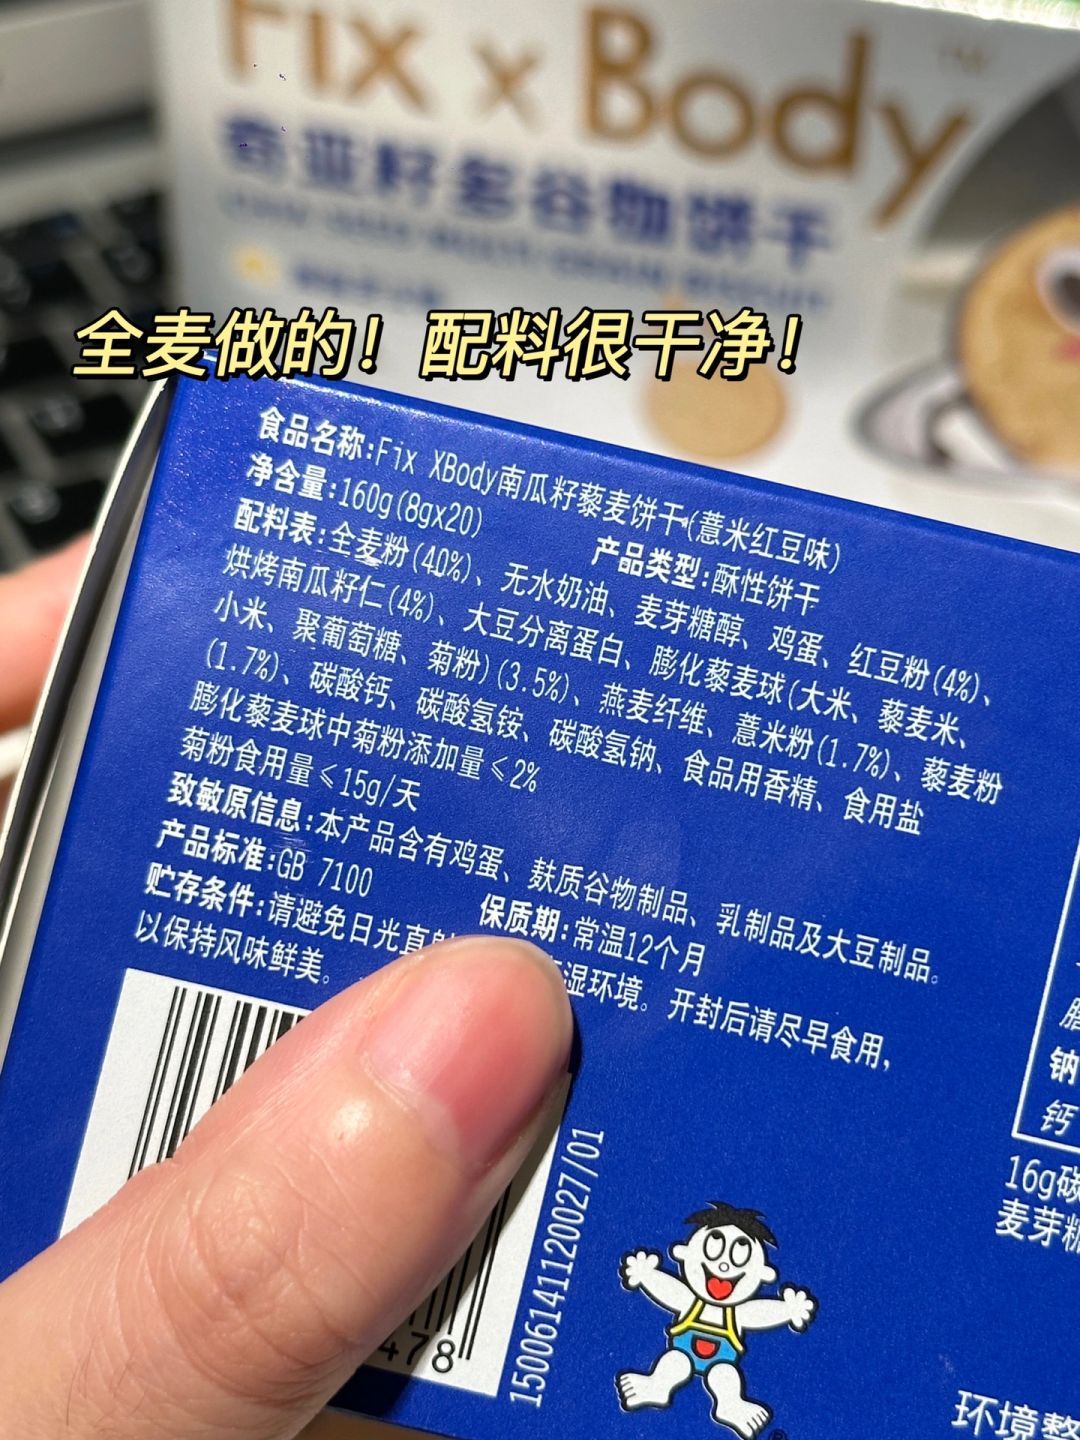 Fix x Body
奇亚籽多谷物饼干
全麦做的！配料很干净！
食品名称:Fix XBody南瓜籽藜麦饼干(薏米红豆味)
净含量:160g(8gx20) 产品类型:酥性饼干
配料表:全麦粉(40%)、无水奶油、麦芽糖醇、鸡蛋、红豆粉(4%)、
烘烤南瓜籽仁(4%)、大豆分离蛋白、膨化藜麦球(大米、藜麦米、
小米、聚葡萄糖、菊粉)(3.5%)、燕麦纤维、薏米粉(1.7%)、藜麦粉
(1.7%)、碳酸钙、碳酸氢铵、碳酸氢钠、食品用香精、食用盐
膨化藜麦球中菊粉添加量≤2%
菊粉食用量≤15g/天
致敏原信息:本产品含有鸡蛋、麸质谷物制品、乳制品及大豆制品。
产品标准:GB 7100 保质期:常温12个月
贮存条件:请避免日光直射 湿环境。开封后请尽早食用，
以保持风味鲜美。
钠
钙
16g碳
麦芽糖
478
15006141120027/01
环境整